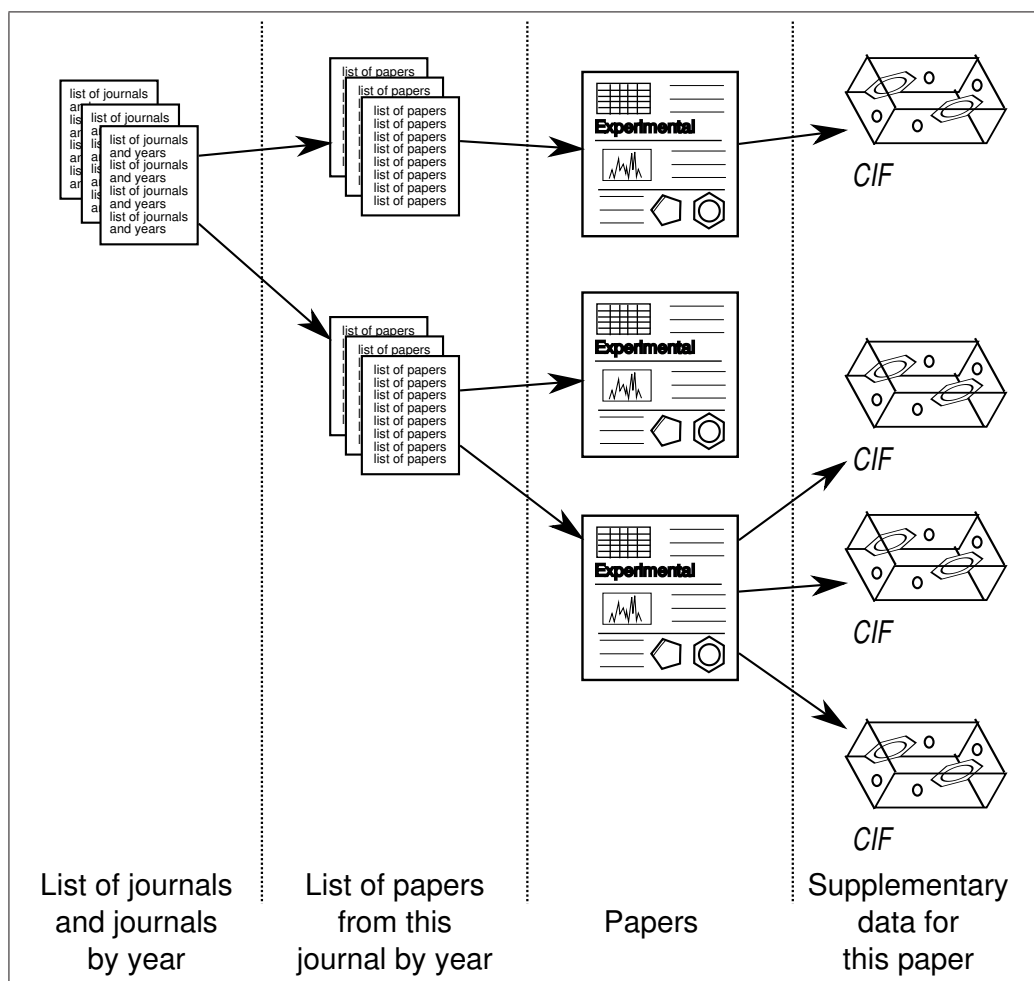 list of journals
list of journals
list of journals
and years
list of journals
and years
list of journals
and years
list of journals
and years
list of papers
list of papers
list of papers
list of papers
list of papers
list of papers
list of papers
list of papers
list of papers
list of papers
Experimental
CIF
list of papers
list of papers
list of papers
list of papers
list of papers
list of papers
list of papers
list of papers
list of papers
list of papers
Experimental
CIF
Experimental
CIF
CIF
List of journals
and journals
by year
List of papers
from this
journal by year
Papers
Supplementary
data for
this paper